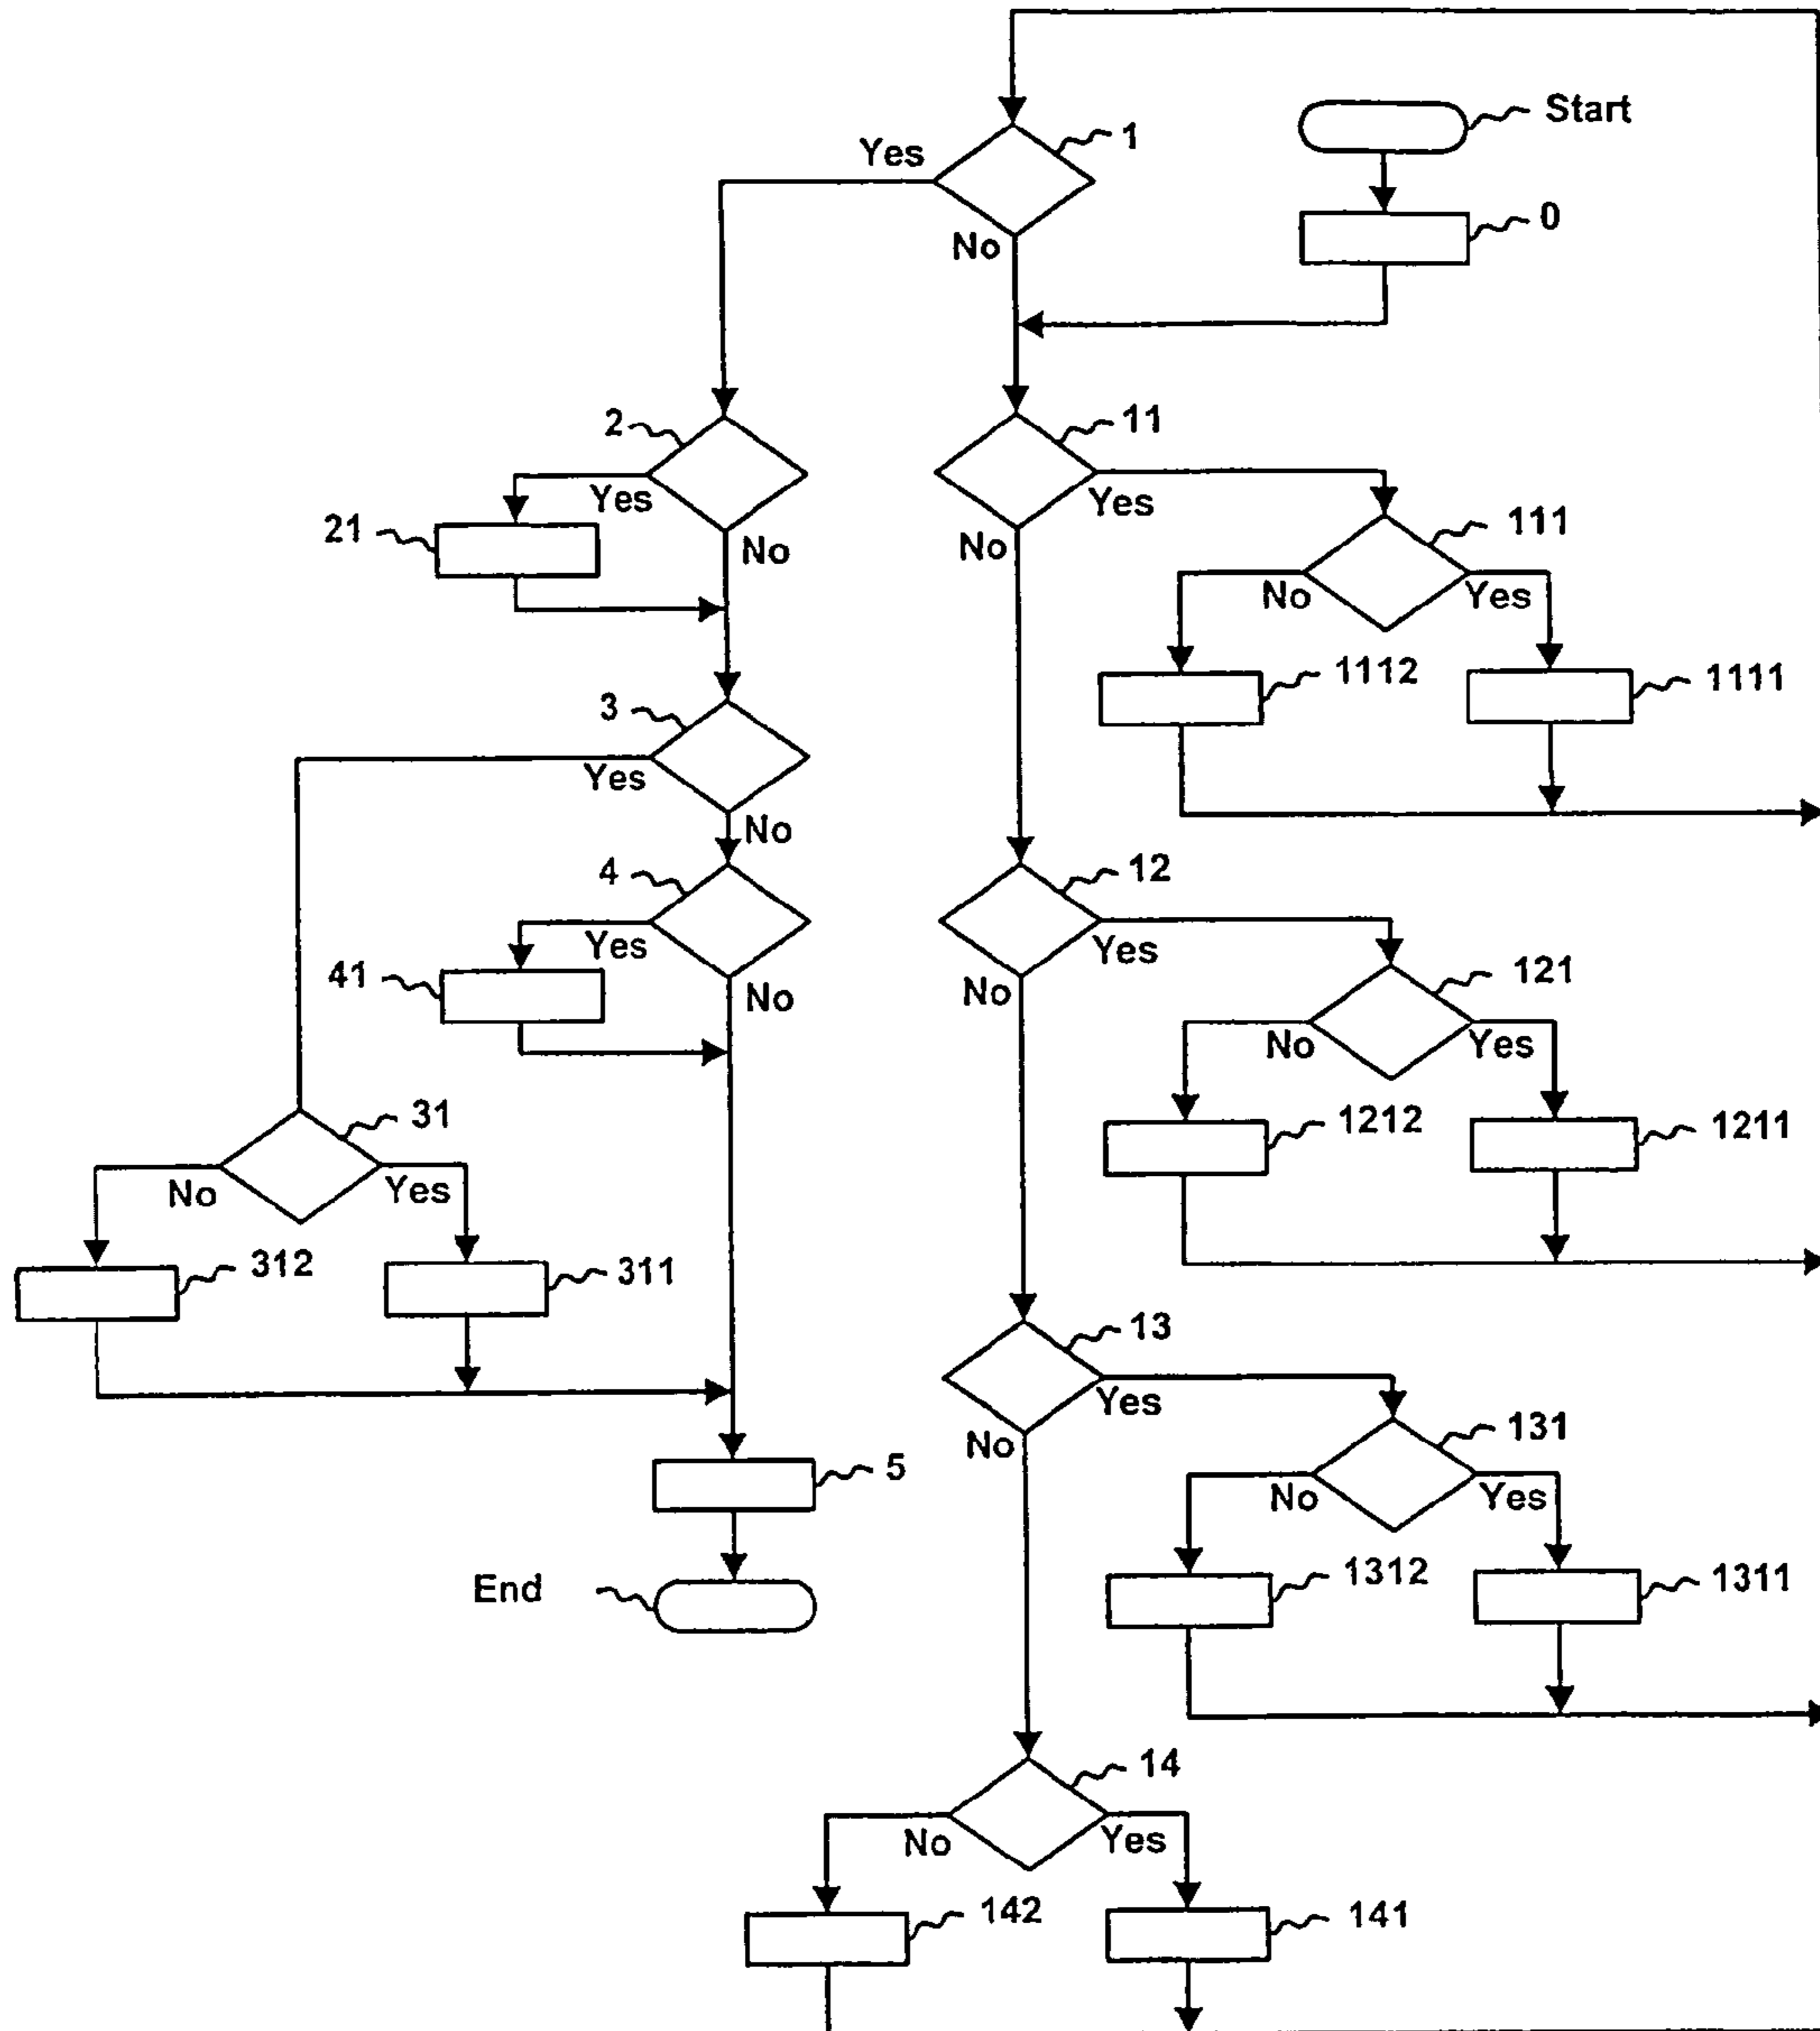 Start
1
Yes
0
No
2
11
Yes
Yes
21
No
No
111
No
Yes
1112
1111
3
Yes
No
12
4
Yes
Yes
41
No
No
121
No
Yes
31
1212
1211
No
Yes
312
311
13
Yes
No
131
5
No
Yes
End
1312
1311
14
No
Yes
142
141